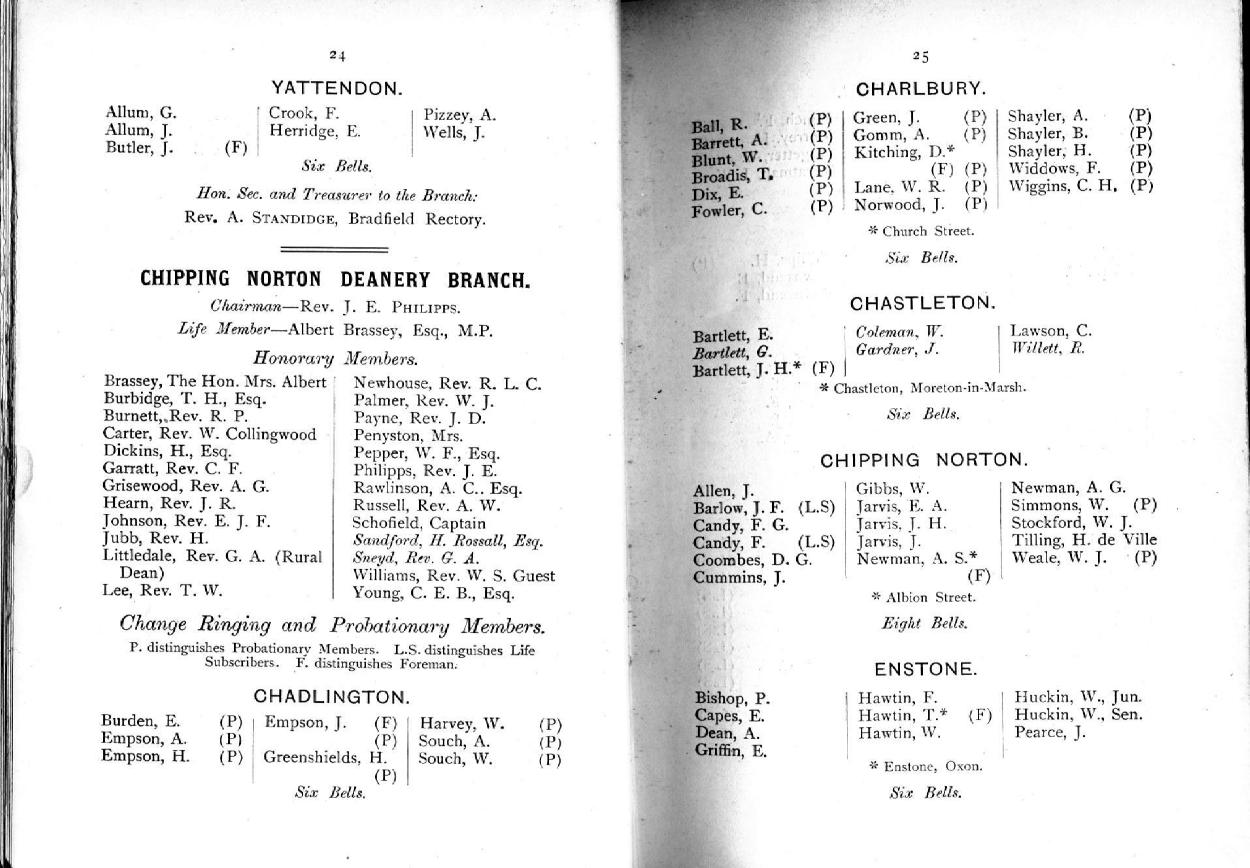 24
YATTENDON.
Allum, G.
Allum, J.
Butler, J. (F)
Crook, F.
Herridge, E.
Pizzey, A.
Wells, J.
Six Bells.
Hon. Sec. and Treasurer to the Branch:
Rev. A. STANDIDGE, Bradfield Rectory.
CHIPPING NORTON DEANERY BRANCH.
Chairman—Rev. J. E. PHILIPPS.
Life Member—Albert Brassey, Esq., M.P.
Honorary Members.
Brassey, The Hon. Mrs. Albert
Burbidge, T. H., Esq.
Burnett, Rev. R. P.
Carter, Rev. W. Collingwood
Dickins, H., Esq.
Garratt, Rev. C. F.
Grisewood, Rev. A. G.
Hearn, Rev. J. R.
Johnson, Rev. E. J. F.
Jubb, Rev. H.
Littledale, Rev. G. A. (Rural
Dean)
Lee, Rev. T. W.
Newhouse, Rev. R. L. C.
Palmer, Rev. W. J.
Payne, Rev. J. D.
Penyston, Mrs.
Pepper, W. F., Esq.
Philipps, Rev. J. E.
Rawlinson, A. C.. Esq.
Russell, Rev. A. W.
Schofield, Captain
Sandford, H. Rossall, Esq.
Sneyd, Rev. G. A.
Williams, Rev. W. S. Guest
Young, C. E. B., Esq.
Change Ringing and Probationary Members.
P. distinguishes Probationary Members. L.S. distinguishes Life
Subscribers. F. distinguishes Foreman.
CHADLINGTON.
Burden, E. (P)
Empson, A. (P)
Empson, H. (P)
Empson, J. (F)
(P)
Greenshields, H.
(P)
Harvey, W. (P)
Souch, A. (P)
Souch, W. (P)
Six Bells.
25
CHARLBURY.
Ball, R. (P)
Barrett, A. (P)
Blunt, W. (P)
Broadis, T. (P)
Dix, E. (P)
Fowler, C. (P)
Green, J. (P)
Gomm, A. (P)
Kitching, D.*
(F) (P)
Lane, W. R. (P)
Norwood, J. (P)
Shayler, A. (P)
Shayler, B. (P)
Shayler, H. (P)
Widdows, F. (P)
Wiggins, C. H. (P)
* Church Street.
Six Bells.
CHASTLETON.
Bartlett, E.
Bartlett, G.
Bartlett, J. H.* (F)
Coleman, W.
Gardner, J.
Lawson, C.
Willett, R.
* Chastleton, Moreton-in-Marsh.
Six Bells.
CHIPPING NORTON.
Allen, J.
Barlow, J. F. (L.S)
Candy, F. G.
Candy, F. (L.S)
Coombes, D. G.
Cummins, J.
Gibbs, W.
Jarvis, E. A.
Jarvis, J. H.
Jarvis, J.
Newman, A. S.*
(F)
Newman, A. G.
Simmons, W. (P)
Stockford, W. J.
Tilling, H. de Ville
Weale, W. J. (P)
* Albion Street.
Eight Bells.
ENSTONE.
Bishop, P.
Capes, E.
Dean, A.
Griffin, E.
Hawtin, F.
Hawtin, T.* (F)
Hawtin, W.
Huckin, W., Jun.
Huckin, W., Sen.
Pearce, J.
* Enstone, Oxon.
Six Bells.